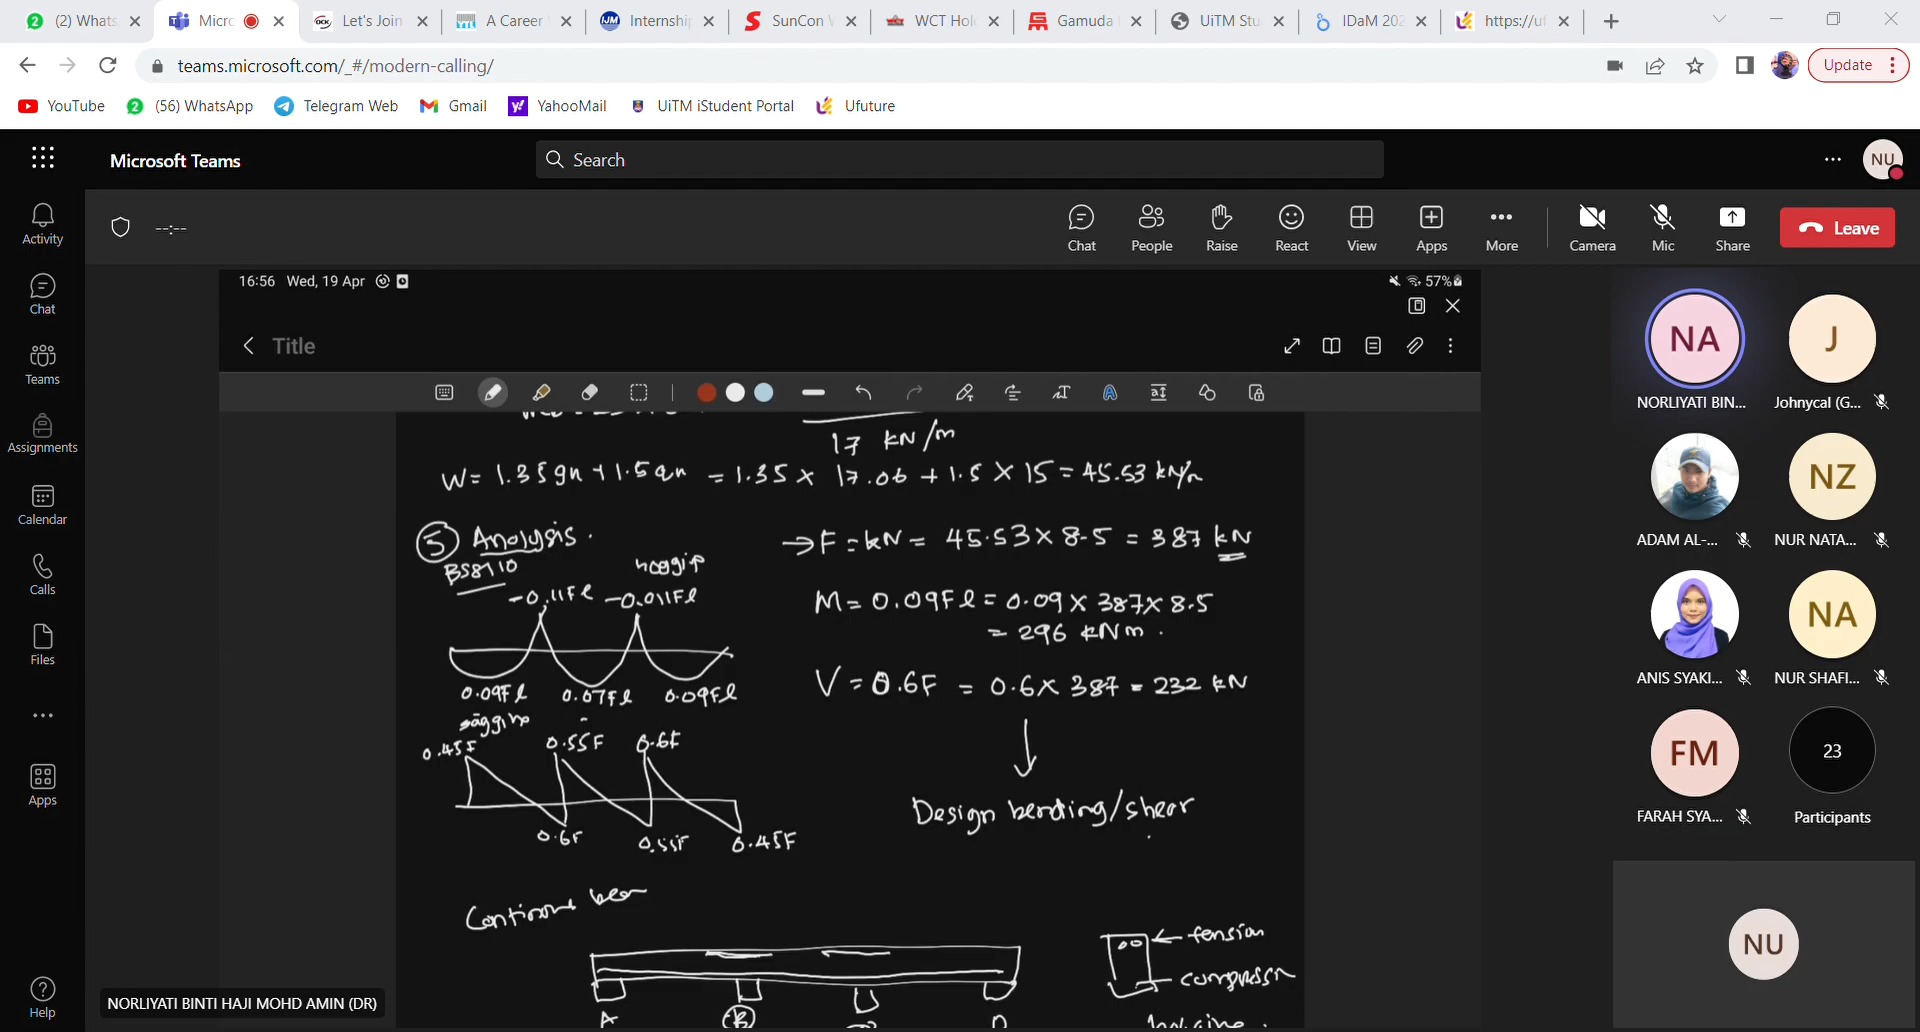 (2) Whats
Micr
Let's Join
A Career
Internshi
SunCon
WCT Hol
Gamuda
UiTM Stu
IDaM 202
https://u
teams.microsoft.com/_#/modern-calling/
Update
YouTube
(56) WhatsApp
Telegram Web
Gmail
YahooMail
UiTM iStudent Portal
Ufuture
Microsoft Teams
Search
NU
--:--
Chat
People
Raise
React
View
Apps
More
Camera
Mic
Share
Leave
Activity
Chat
Teams
Assignments
Calendar
Calls
Files
Apps
Help
16:56 Wed, 19 Apr
57%
Title
17 kN/m
W = 1.35gn + 1.5qn = 1.35 x 17.06 + 1.5 x 15 = 45.53 kN/m
5 Analysis.
BS8110
→ F = kN = 45.53 x 8.5 = 387 kN
-0.11Fl -0.011Fl
M = 0.09Fl = 0.09 x 387 x 8.5
= 296 kNm.
0.09Fl 0.07Fl 0.09Fl
sagging
V = 0.6F = 0.6 x 387 = 232 kN
0.45F 0.55F 0.6F
0.6F 0.55F 0.45F
Design bending/shear
Continous
tension
A B
NORLIYATI BINTI HAJI MOHD AMIN (DR)
NA
NORLIYATI BIN...
J
Johnycal (G...
ADAM AL-...
NZ
NUR NATA...
ANIS SYAKI...
NA
NUR SHAFI...
FM
FARAH SYA...
23
Participants
NU